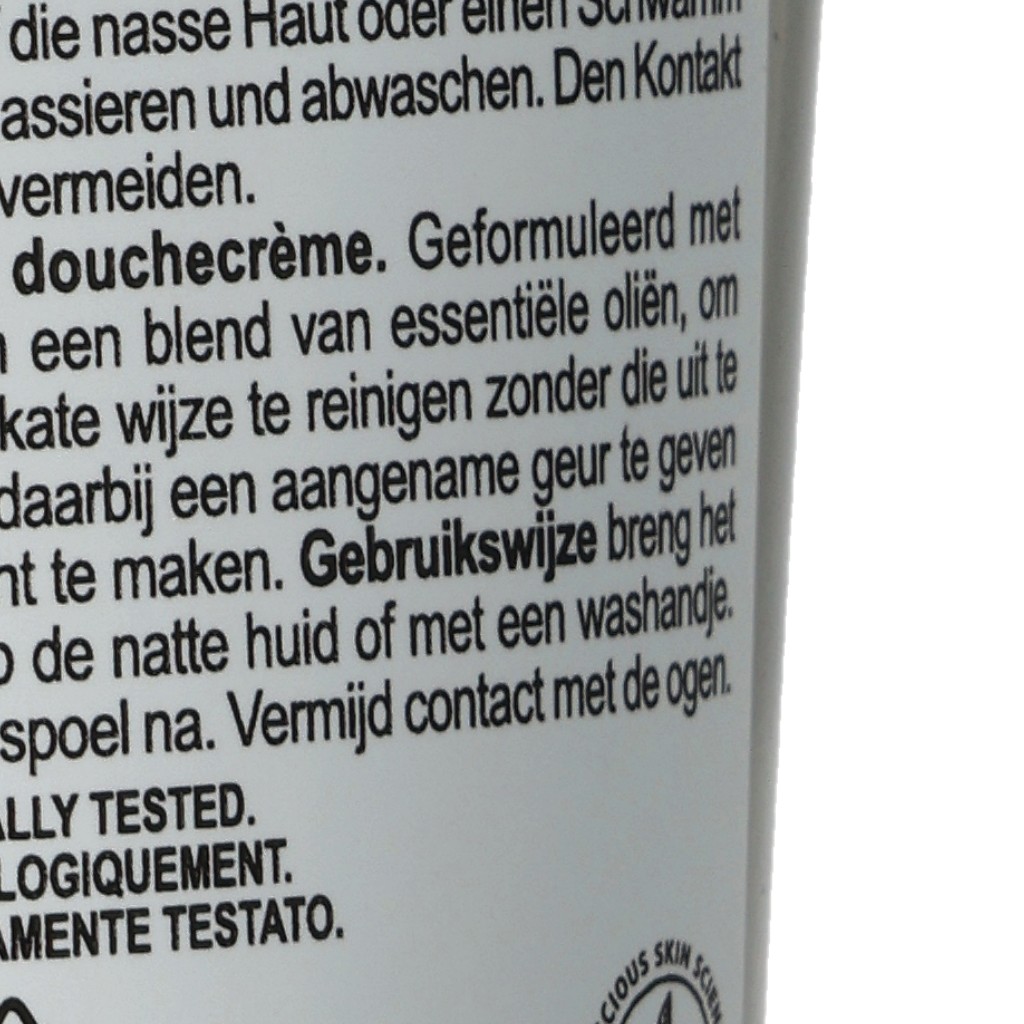 die nasse Haut oder einen Schwamm
assieren und abwaschen. Den Kontakt
vermeiden.
douchecrème. Geformuleerd met
een blend van essentiële oliën, om
kate wijze te reinigen zonder die uit te
daarbij een aangename geur te geven
nt te maken. Gebruikswijze breng het
de natte huid of met een washandje.
spoel na. Vermijd contact met de ogen.
ALLY TESTED.
LOGIQUEMENT.
AMENTE TESTATO.
CIOUS SKIN SCIEN